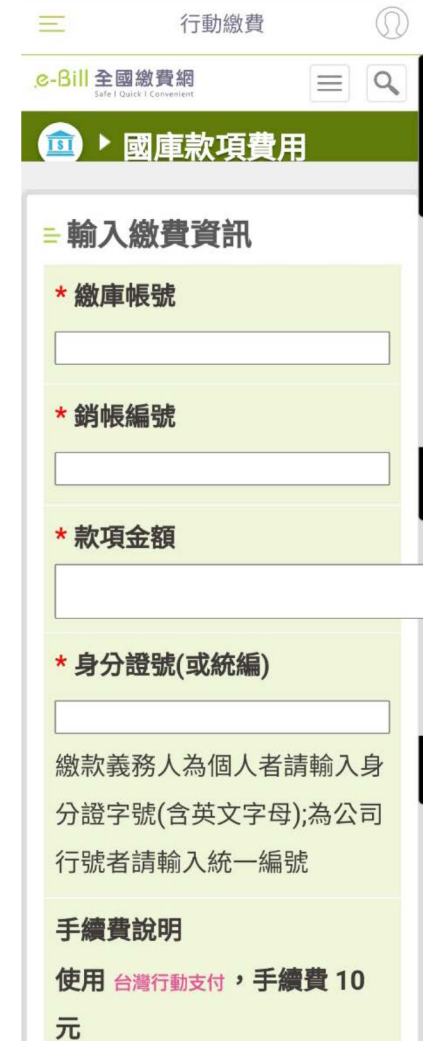 行動繳費
e-Bill 全國繳費網
Safe I Quick I Convenient
國庫款項費用
輸入繳費資訊
* 繳庫帳號
* 銷帳編號
* 款項金額
* 身分證號(或統編)
繳款義務人為個人者請輸入身
分證字號(含英文字母);為公司
行號者請輸入統一編號
手續費說明
使用 台灣行動支付，手續費 10
元